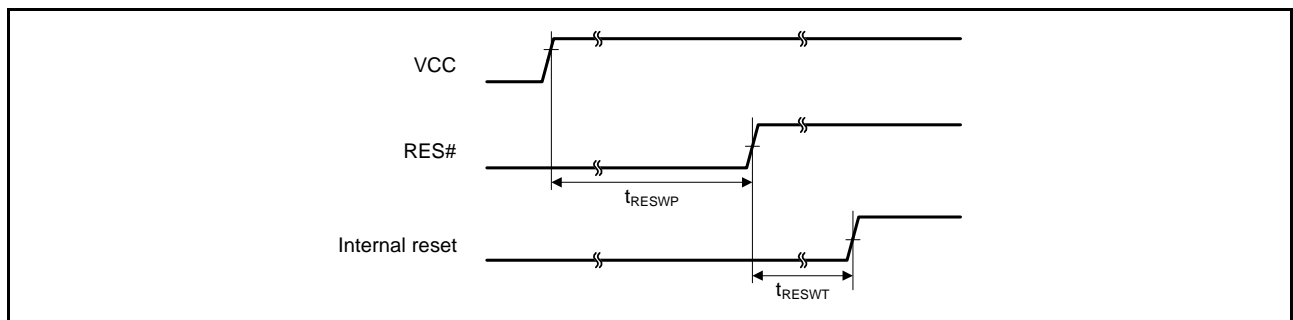 VCC
RES#
tRESWP
Internal reset
tRESWT